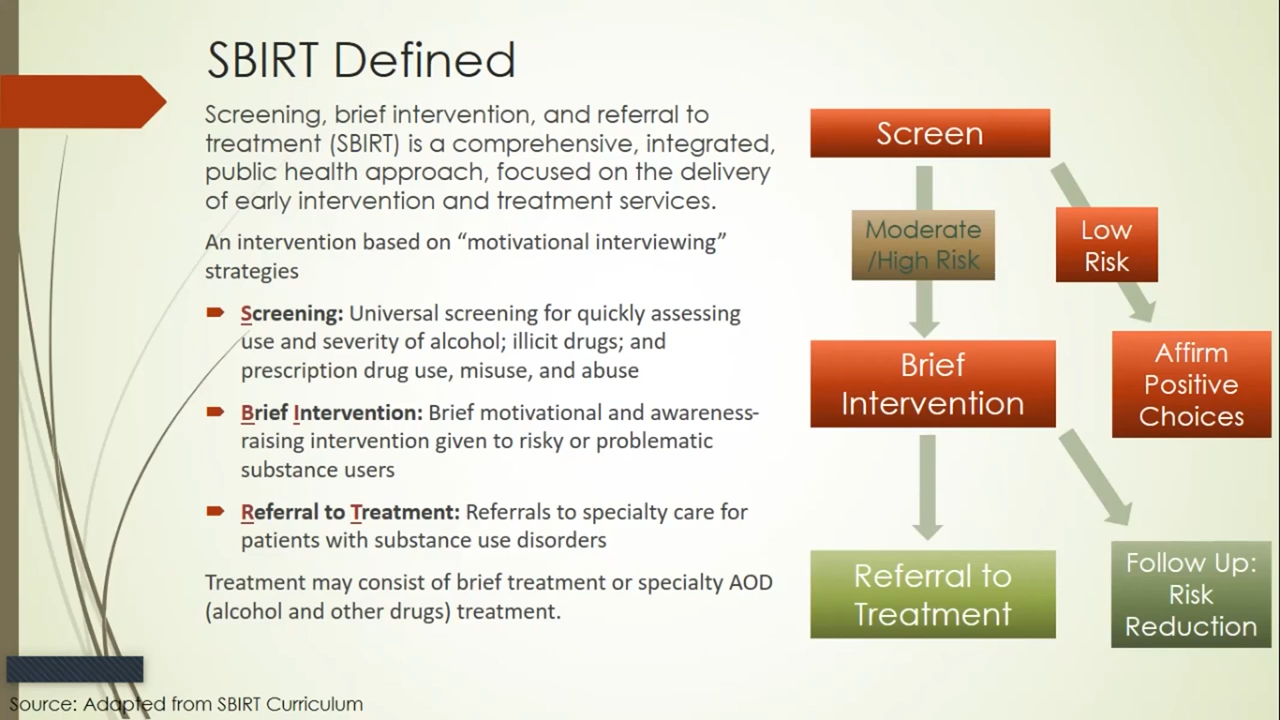 SBIRT Defined
Screening, brief intervention, and referral to
treatment (SBIRT) is a comprehensive, integrated,
public health approach, focused on the delivery
of early intervention and treatment services.
An intervention based on “motivational interviewing”
strategies
Screening: Universal screening for quickly assessing
use and severity of alcohol; illicit drugs; and
prescription drug use, misuse, and abuse
Brief Intervention: Brief motivational and awareness-
raising intervention given to risky or problematic
substance users
Referral to Treatment: Referrals to specialty care for
patients with substance use disorders
Treatment may consist of brief treatment or specialty AOD
(alcohol and other drugs) treatment.
Screen
Moderate
/High Risk
Low
Risk
Brief
Intervention
Affirm
Positive
Choices
Referral to
Treatment
Follow Up:
Risk
Reduction
Source: Adapted from SBIRT Curriculum